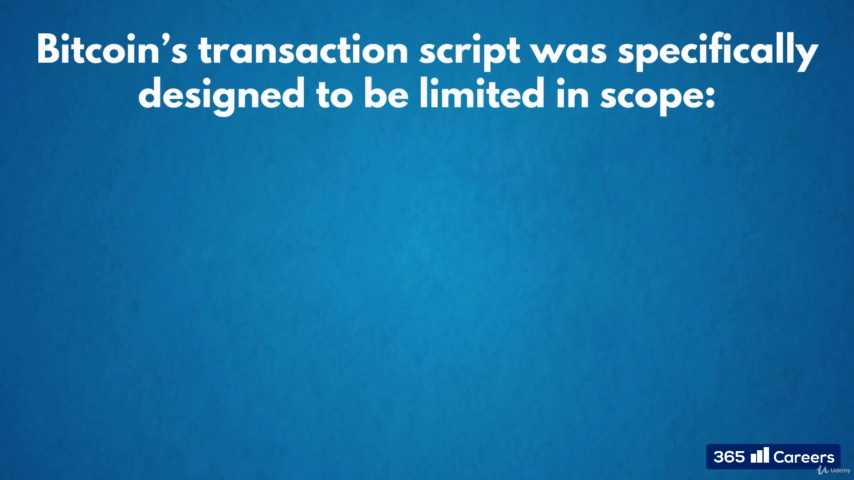 Bitcoin’s transaction script was specifically
designed to be limited in scope:
365 Careers
Udemy